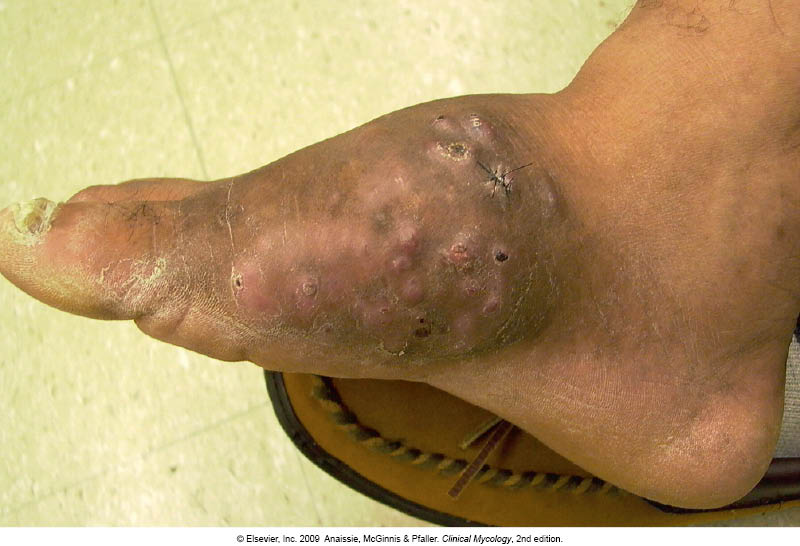 © Elsevier, Inc. 2009 Anaissie, McGinnis & Pfaller. Clinical Mycology, 2nd edition.